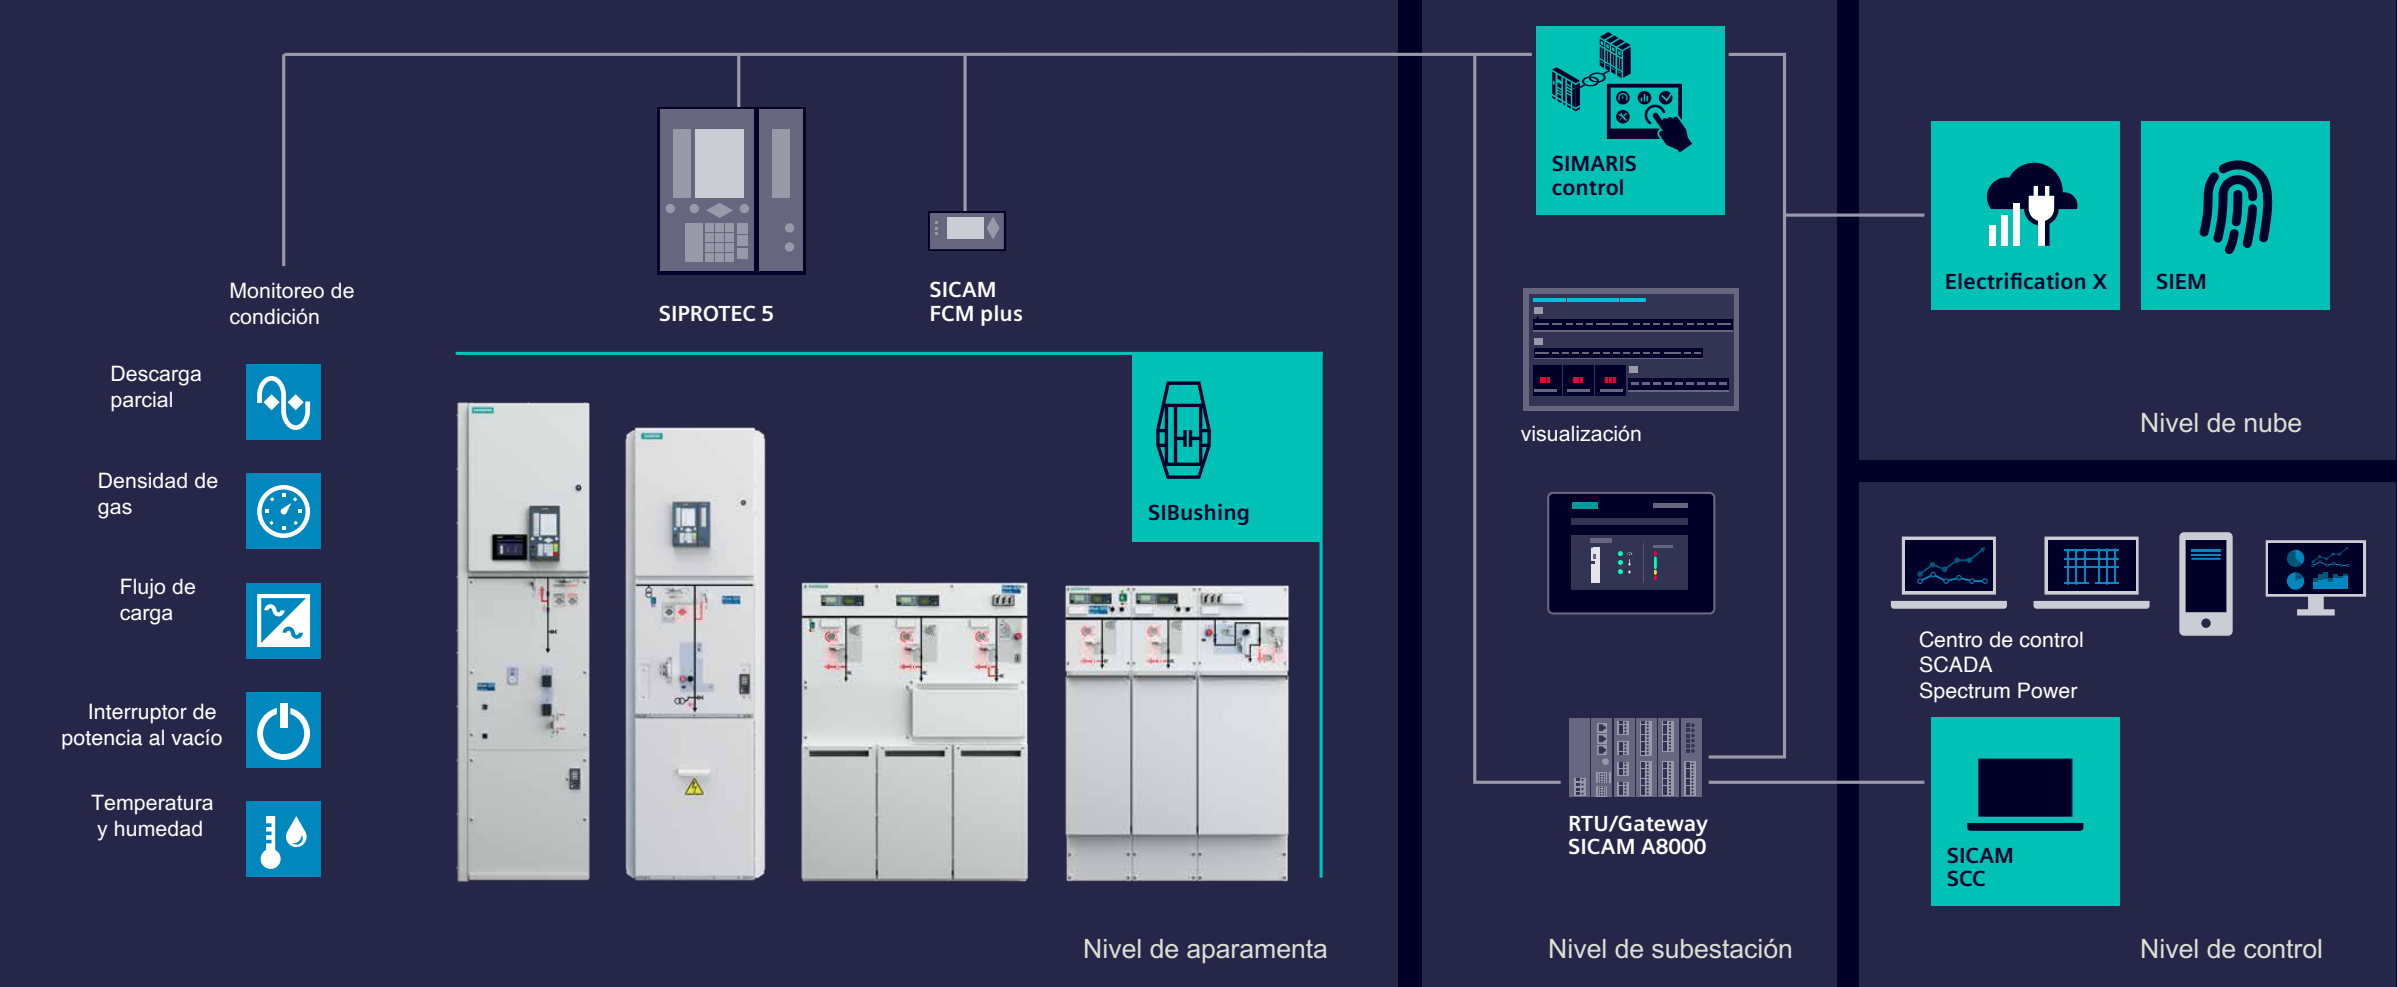 Monitoreo de
condición
SIPROTEC 5
SICAM
FCM plus
Descarga
parcial
Densidad de
gas
Flujo de
carga
Interruptor de
potencia al vacío
Temperatura
y humedad
SIBushing
Nivel de aparamenta
SIMARIS
control
visualización
RTU/Gateway
SICAM A8000
Nivel de subestación
Electrification X
SIEM
Nivel de nube
Centro de control
SCADA
Spectrum Power
SICAM
SCC
Nivel de control